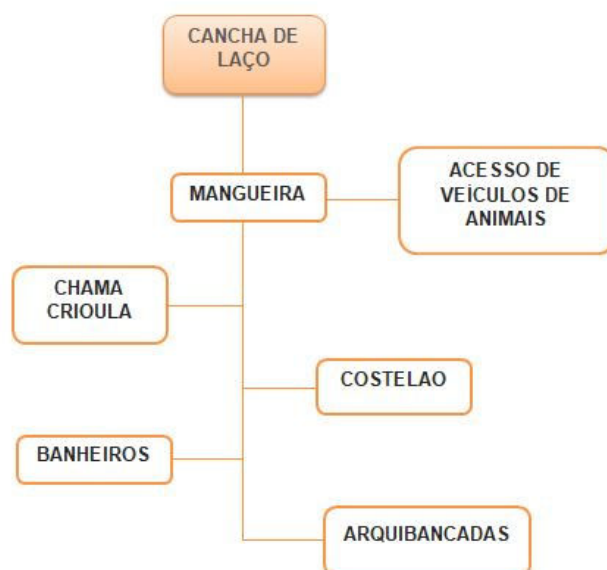 CANCHA DE
LAÇO
MANGUEIRA
ACESSO DE
VEÍCULOS DE
ANIMAIS
CHAMA
CRIOULA
COSTELAO
BANHEIROS
ARQUIBANCADAS